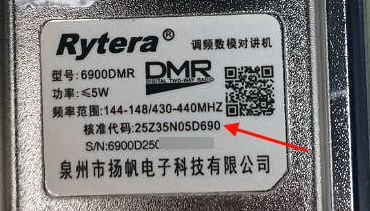 Rytera® 调频数模对讲机
型号:6900DMR DMR
DIGITAL TWO-WAY RADIO
功率:≤5W
频率范围:144-148/430-440MHZ
核准代码:25Z35N05D690
S/N:6900D250
泉州市扬帆电子科技有限公司